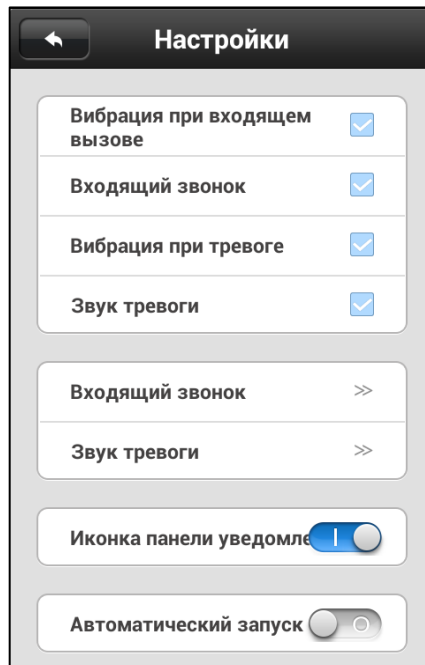 Настройки
Вибрация при входящем
вызове
Входящий звонок
Вибрация при тревоге
Звук тревоги
Входящий звонок
Звук тревоги
Иконка панели уведомле
Автоматический запуск